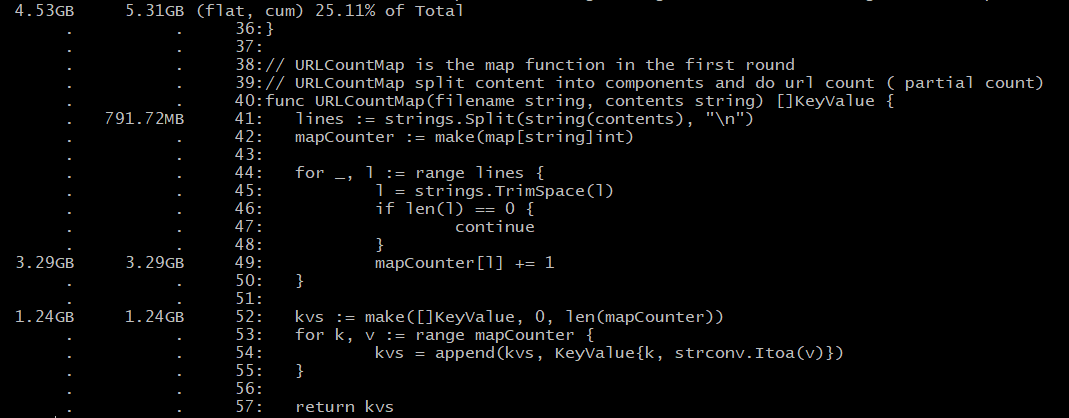 4.53GB     5.31GB (flat, cum) 25.11% of Total
     .          .     36:}
     .          .     37:
     .          .     38:// URLCountMap is the map function in the first round
     .          .     39:// URLCountMap split content into components and do url count ( partial count)
     .          .     40:func URLCountMap(filename string, contents string) []KeyValue {
     .   791.72MB     41:   lines := strings.Split(string(contents), "\n")
     .          .     42:   mapCounter := make(map[string]int)
     .          .     43:
     .          .     44:   for _, l := range lines {
     .          .     45:           l = strings.TrimSpace(l)
     .          .     46:           if len(l) == 0 {
     .          .     47:                   continue
     .          .     48:           }
3.29GB     3.29GB     49:           mapCounter[l] += 1
     .          .     50:   }
     .          .     51:
1.24GB     1.24GB     52:   kvs := make([]KeyValue, 0, len(mapCounter))
     .          .     53:   for k, v := range mapCounter {
     .          .     54:           kvs = append(kvs, KeyValue{k, strconv.Itoa(v)})
     .          .     55:   }
     .          .     56:
     .          .     57:   return kvs